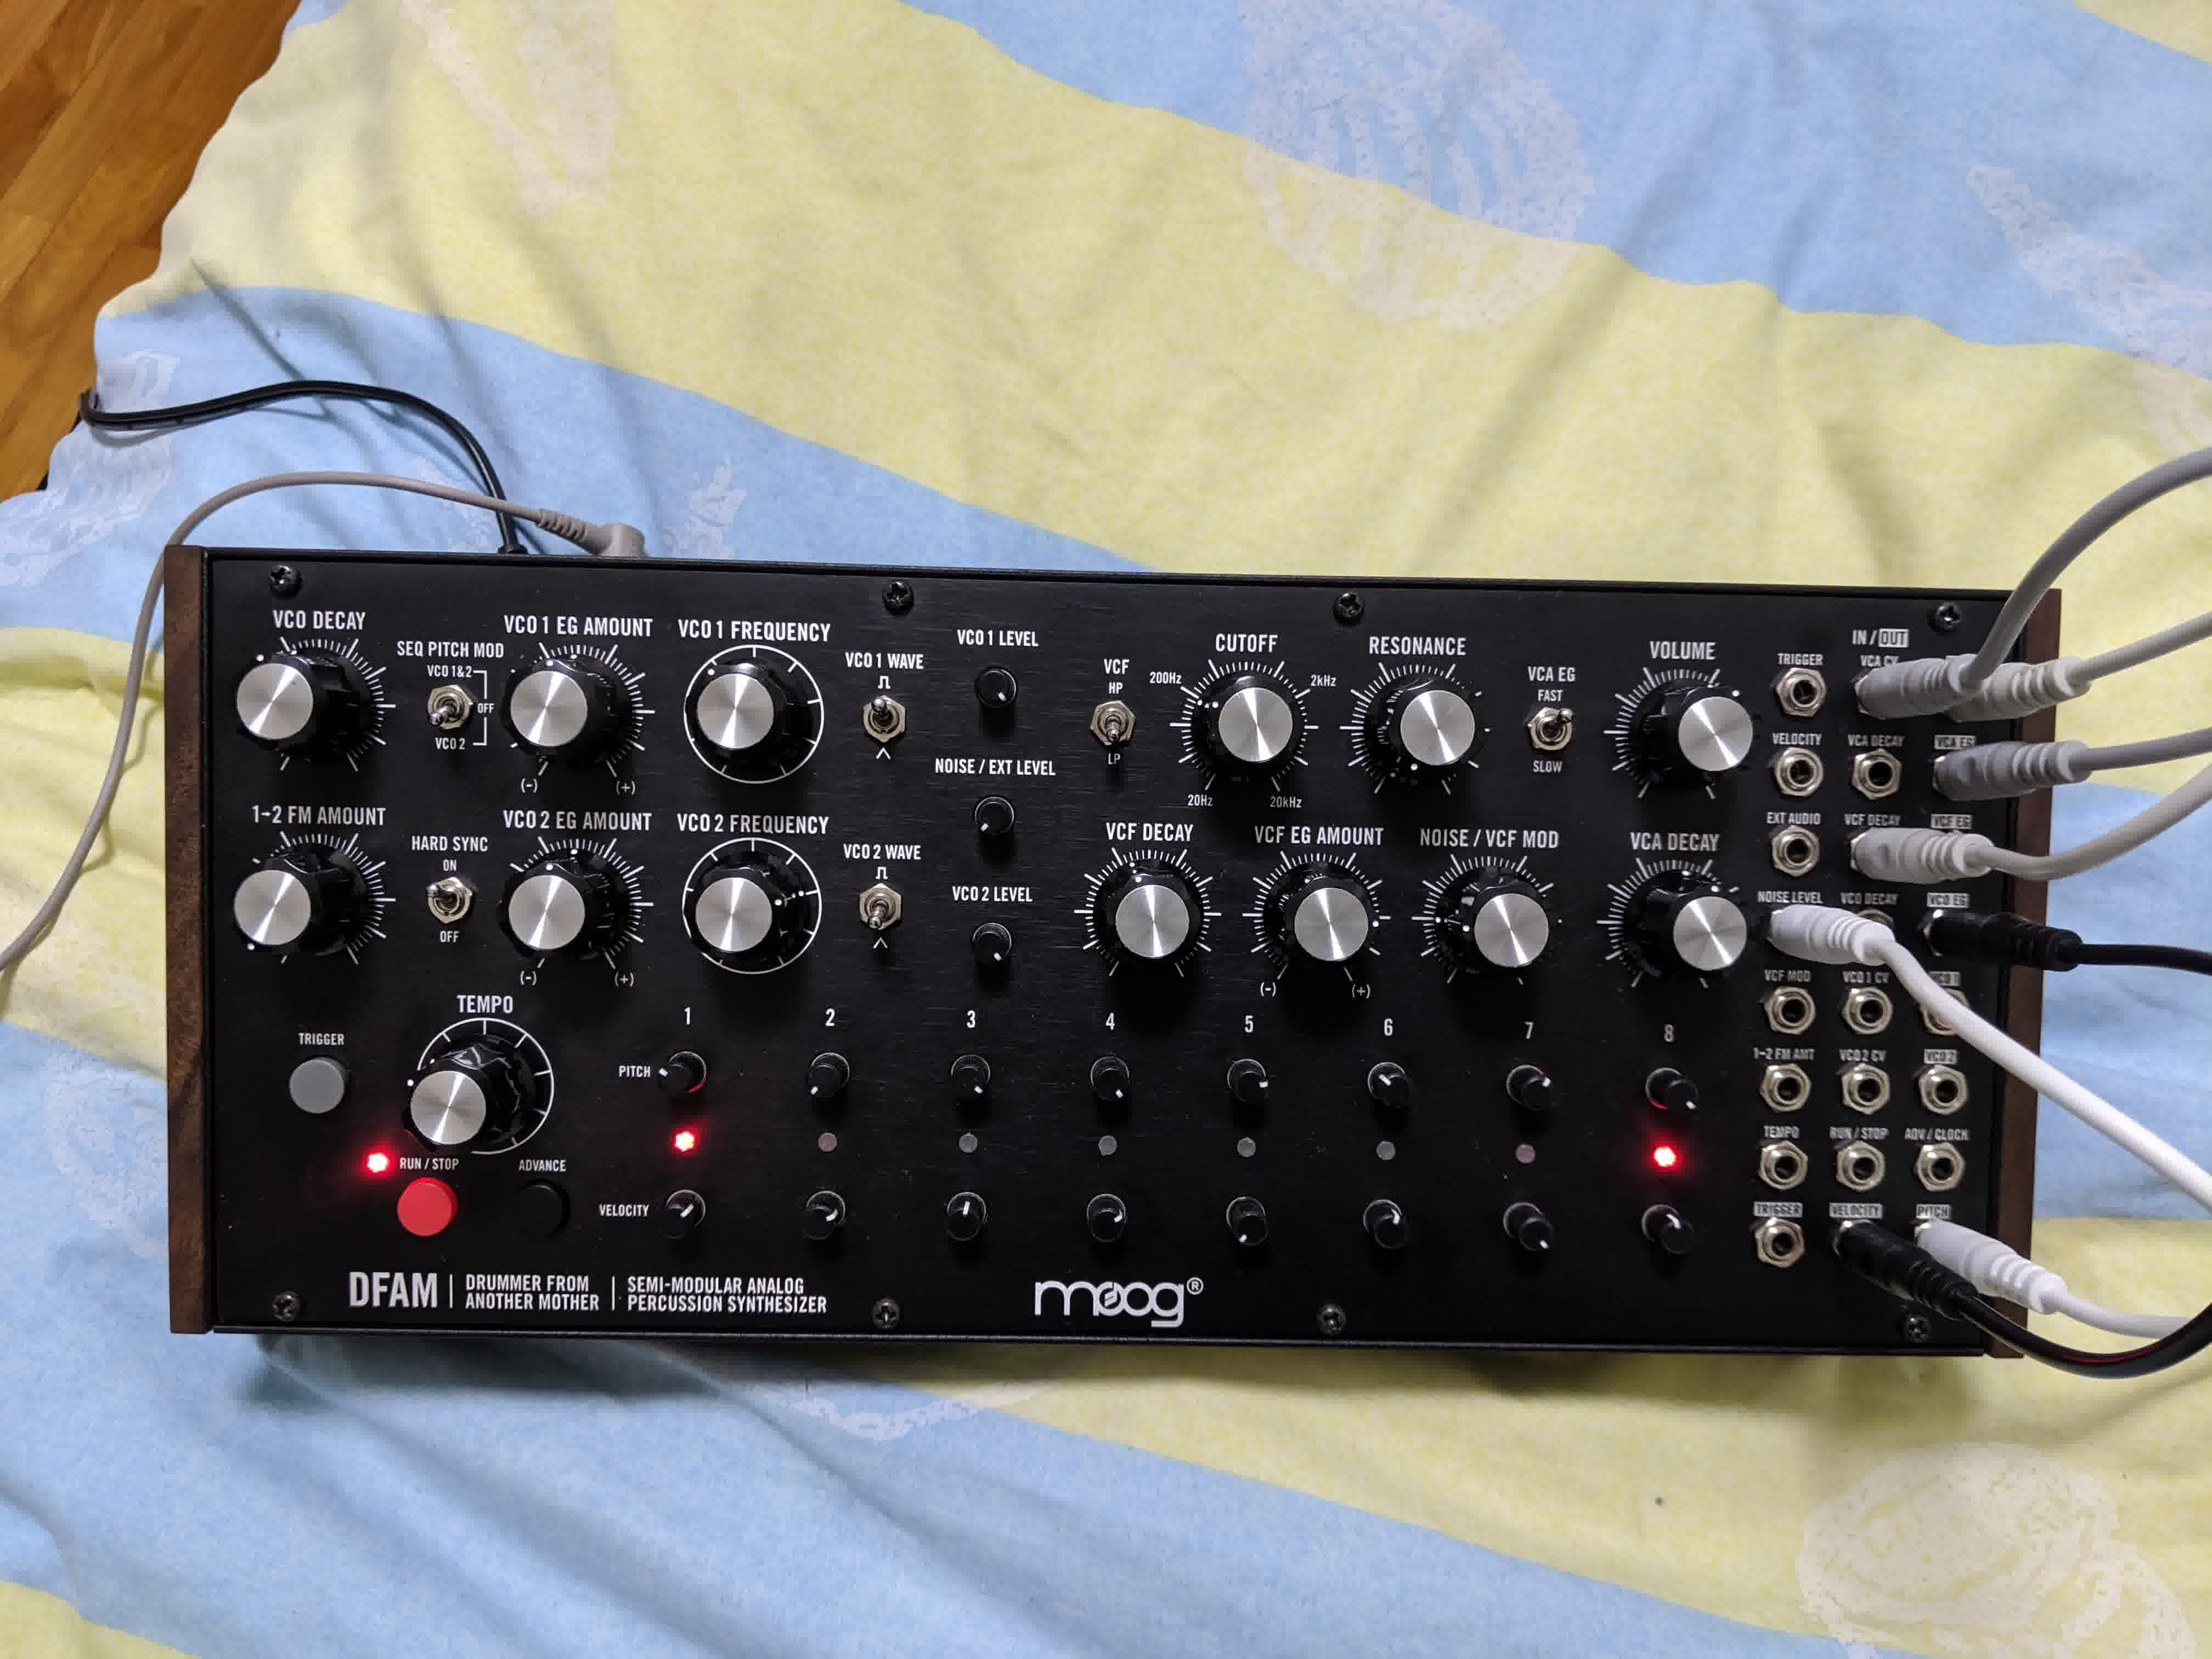 VCO DECAY
SEQ PITCH MOD
VCO 1&2
OFF
VCO 2
VCO 1 EG AMOUNT
(-)
(+)
VCO 1 FREQUENCY
VCO 1 WAVE
VCO 1 LEVEL
NOISE / EXT LEVEL
VCF
HP
LP
CUTOFF
200Hz
2kHz
20Hz
20kHz
RESONANCE
VCA EG
FAST
SLOW
VOLUME
1-2 FM AMOUNT
HARD SYNC
ON
OFF
VCO 2 EG AMOUNT
(-)
(+)
VCO 2 FREQUENCY
VCO 2 WAVE
VCO 2 LEVEL
VCF DECAY
VCF EG AMOUNT
(-)
(+)
NOISE / VCF MOD
VCA DECAY
TRIGGER
TEMPO
RUN / STOP
ADVANCE
1 2 3 4 5 6 7 8
PITCH
VELOCITY
IN / OUT
TRIGGER VCA CV
VELOCITY VCA DECAY VCA EG
EXT AUDIO VCF DECAY VCF EG
NOISE LEVEL VCO DECAY VCO EG
VCF MOD VCO 1 CV VCO 1
1-2 FM AMT VCO 2 CV VCO 2
TEMPO RUN / STOP ADV / CLOCK
TRIGGER VELOCITY PITCH
DFAM
DRUMMER FROM
ANOTHER MOTHER
SEMI-MODULAR ANALOG
PERCUSSION SYNTHESIZER
moog®